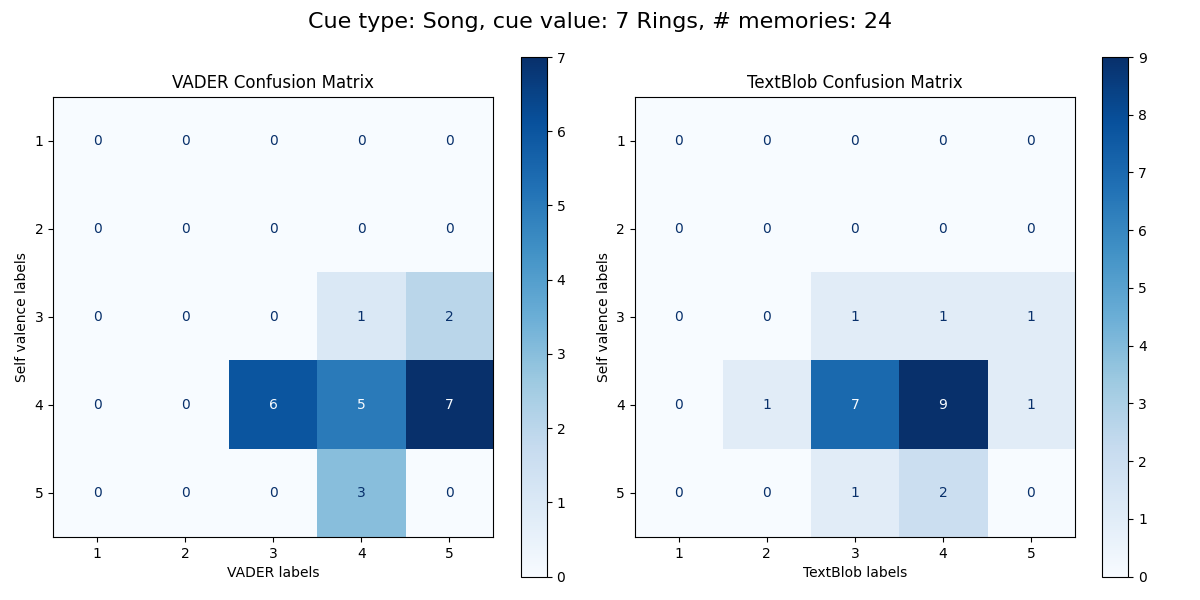 Cue type: Song, cue value: 7 Rings, # memories: 24
VADER Confusion Matrix
Self valence labels
1 0 0 0 0 0
2 0 0 0 0 0
3 0 0 0 1 2
4 0 0 6 5 7
5 0 0 0 3 0
1 2 3 4 5
VADER labels
7
6
5
4
3
2
1
0
TextBlob Confusion Matrix
Self valence labels
1 0 0 0 0 0
2 0 0 0 0 0
3 0 0 1 1 1
4 0 1 7 9 1
5 0 0 1 2 0
1 2 3 4 5
TextBlob labels
9
8
7
6
5
4
3
2
1
0